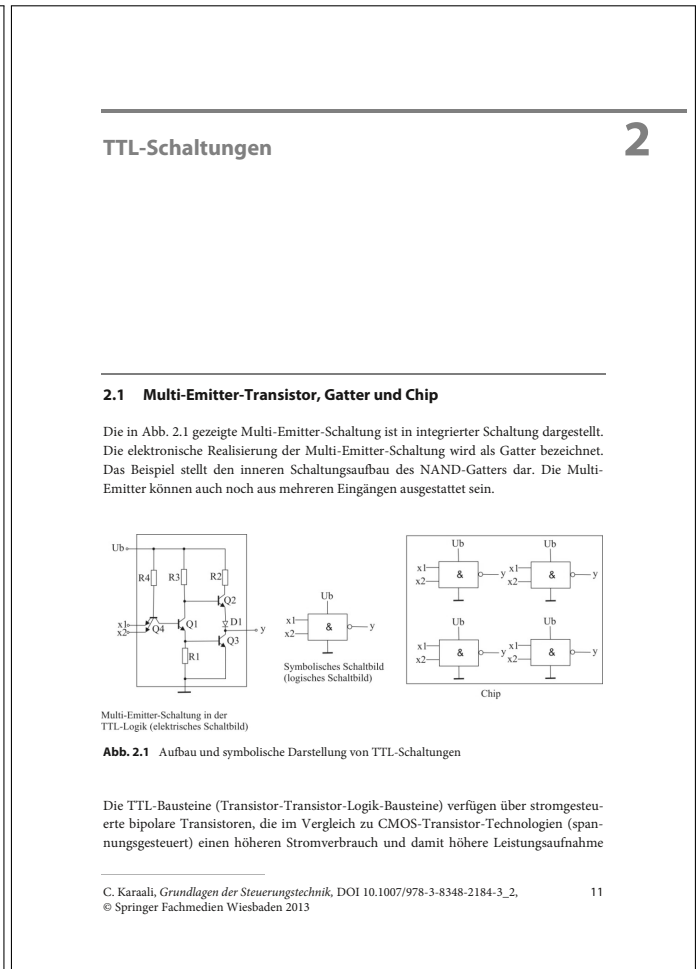 TTL-Schaltungen
2
2.1 Multi-Emitter-Transistor, Gatter und Chip
Die in Abb. 2.1 gezeigte Multi-Emitter-Schaltung ist in integrierter Schaltung dargestellt.
Die elektronische Realisierung der Multi-Emitter-Schaltung wird als Gatter bezeichnet.
Das Beispiel stellt den inneren Schaltungsaufbau des NAND-Gatters dar. Die Multi-
Emitter können auch noch aus mehreren Eingängen ausgestattet sein.
Ub
R4 R3 R2
Q2
x1
x2
Q4
Q1
D1
y
Q3
R1
Multi-Emitter-Schaltung in der
TTL-Logik (elektrisches Schaltbild)
Ub
x1
x2
&
y
Symbolisches Schaltbild
(logisches Schaltbild)
Ub Ub
x1 & y x1 & y
x2 x2
Ub Ub
x1 & y x1 & y
x2 x2
Chip
Abb. 2.1 Aufbau und symbolische Darstellung von TTL-Schaltungen
Die TTL-Bausteine (Transistor-Transistor-Logik-Bausteine) verfügen über stromgesteu-
erte bipolare Transistoren, die im Vergleich zu CMOS-Transistor-Technologien (span-
nungsgesteuert) einen höheren Stromverbrauch und damit höhere Leistungsaufnahme
C. Karaali, Grundlagen der Steuerungstechnik, DOI 10.1007/978-3-8348-2184-3_2, 11
© Springer Fachmedien Wiesbaden 2013